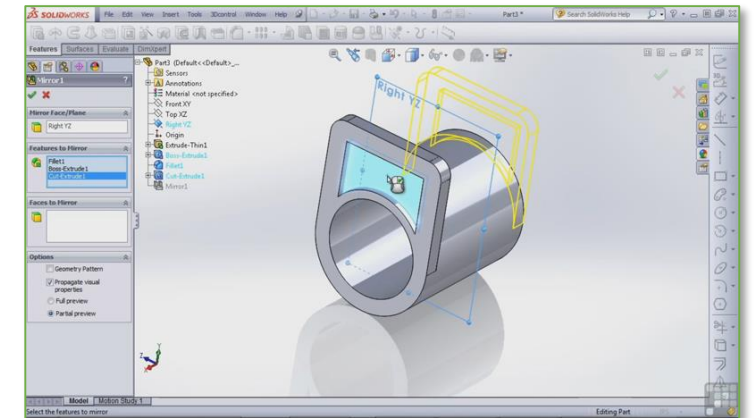 SOLIDWORKS File Edit View Insert Tools 3Dcontrol Window Help Part3 * Search SolidWorks Help
Features Surfaces Evaluate DimXpert
Mirror1 ?
Mirror Face/Plane
Right YZ
Features to Mirror
Fillet1
Boss-Extrude1
Cut-Extrude1
Faces to Mirror
Options
Geometry Pattern
Propagate visual
properties
Full preview
Partial preview
Part3 (Default<<Default>_...
Sensors
Annotations
Material <not specified>
Front XY
Top XZ
Right YZ
Origin
Extrude-Thin1
Boss-Extrude1
Fillet1
Cut-Extrude1
Mirror1
Right YZ
Y
Z
Model Motion Study 1
Select the features to mirror Editing Part